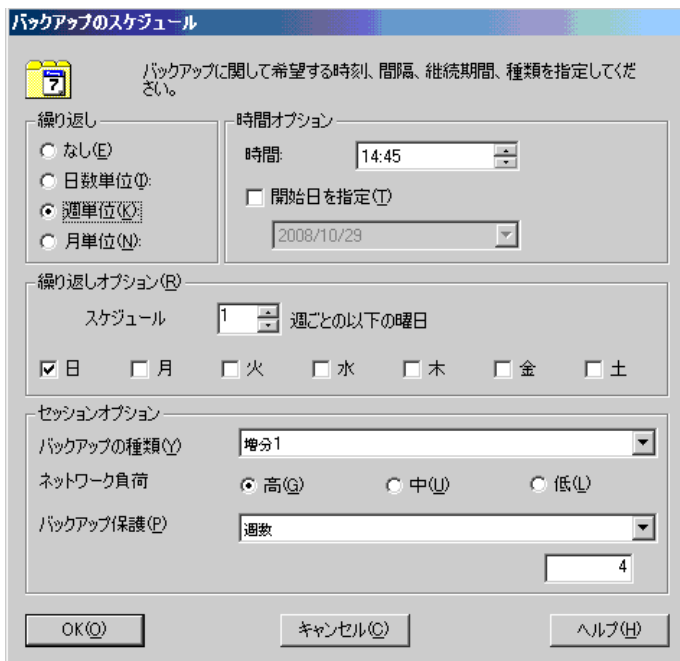 バックアップのスケジュール
7
バックアップに関して希望する時刻、間隔、継続期間、種類を指定してくだ
さい。
繰り返し
なし(E)
日数単位(I):
週単位(K):
月単位(N):
時間オプション
時間:
14:45
開始日を指定(T)
2008/10/29
繰り返しオプション(R)
スケジュール 1 週ごとの以下の曜日
日 月 火 水 木 金 土
セッションオプション
バックアップの種類(Y) 増分1
ネットワーク負荷 高(G) 中(U) 低(L)
バックアップ保護(P) 週数
4
OK(O) キャンセル(C) ヘルプ(H)